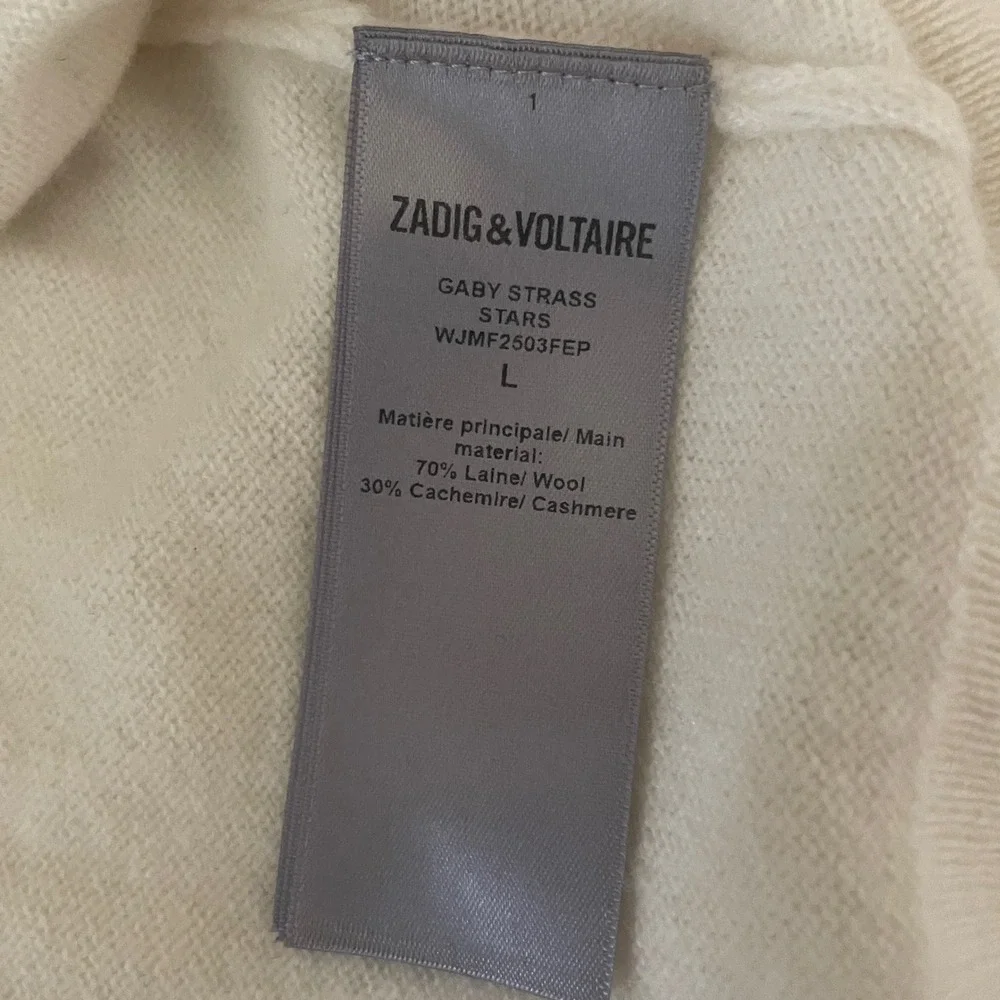 1
ZADIG&VOLTAIRE
GABY STRASS
STARS
WJMF2503FEP
L
Matière principale/ Main
material:
70% Laine/ Wool
30% Cachemire/ Cashmere